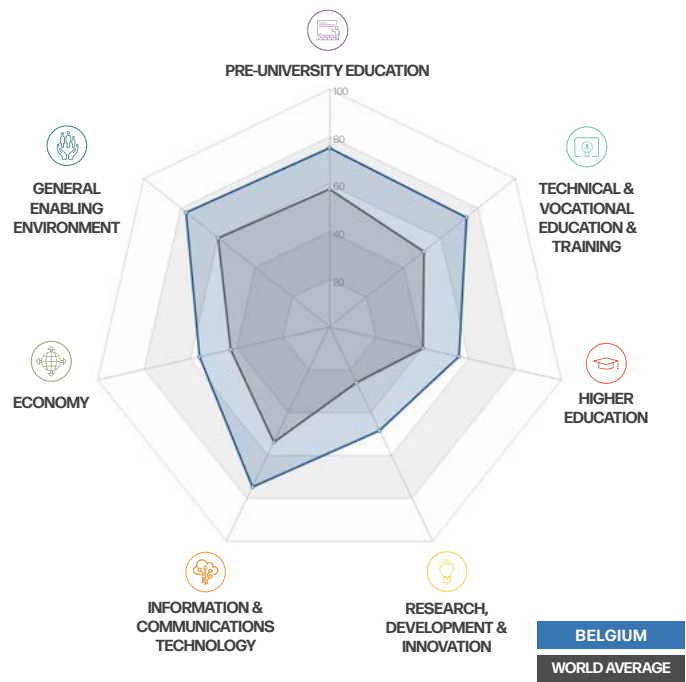 PRE-UNIVERSITY EDUCATION
100
80
60
40
20
GENERAL
ENABLING
ENVIRONMENT
TECHNICAL &
VOCATIONAL
EDUCATION &
TRAINING
ECONOMY
HIGHER
EDUCATION
INFORMATION &
COMMUNICATIONS
TECHNOLOGY
RESEARCH,
DEVELOPMENT &
INNOVATION
BELGIUM
WORLD AVERAGE